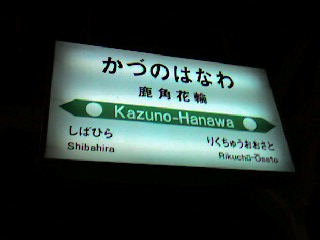 かづのはなわ
鹿角花輪
Kazuno-Hanawa
しばひら
りくちゅうおおさと
Shibahira
Rikuchū-Ōsato